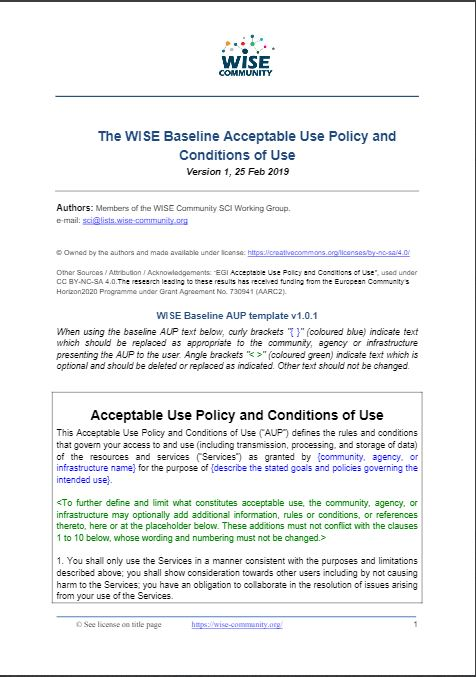 WISE
COMMUNITY
The WISE Baseline Acceptable Use Policy and
Conditions of Use
Version 1, 25 Feb 2019
Authors: Members of the WISE Community SCI Working Group.
e-mail: sci@lists.wise-community.org
© Owned by the authors and made available under license: https://creativecommons.org/licenses/by-nc-sa/4.0/
Other Sources / Attribution / Acknowledgements: "EGI Acceptable Use Policy and Conditions of Use", used under
CC BY-NC-SA 4.0.The research leading to these results has received funding from the European Community's
Horizon2020 Programme under Grant Agreement No. 730941 (AARC2).
WISE Baseline AUP template v1.0.1
When using the baseline AUP text below, curly brackets "{ }" (coloured blue) indicate text
which should be replaced as appropriate to the community, agency or infrastructure
presenting the AUP to the user. Angle brackets "< >" (coloured green) indicate text which is
optional and should be deleted or replaced as indicated. Other text should not be changed.
Acceptable Use Policy and Conditions of Use
This Acceptable Use Policy and Conditions of Use ("AUP") defines the rules and conditions
that govern your access to and use (including transmission, processing, and storage of data)
of the resources and services ("Services") as granted by {community, agency, or
infrastructure name} for the purpose of {describe the stated goals and policies governing the
intended use}.
<To further define and limit what constitutes acceptable use, the community, agency, or
infrastructure may optionally add additional information, rules or conditions, or references
thereto, here or at the placeholder below. These additions must not conflict with the clauses
1 to 10 below, whose wording and numbering must not be changed.>
1. You shall only use the Services in a manner consistent with the purposes and limitations
described above; you shall show consideration towards other users including by not causing
harm to the Services; you have an obligation to collaborate in the resolution of issues arising
from your use of the Services.
© See license on title page https://wise-community.org/ 1